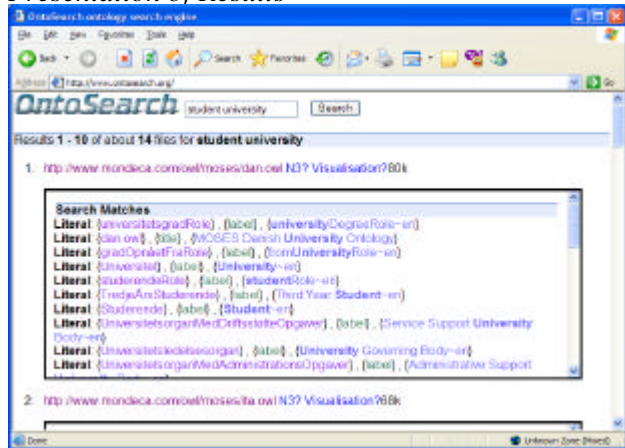 Presentation of Results
OntoSearch ontology search engine
File Edit View Favorites Tools Help
Back Search Favorites
Address http://www.ontosearch.org/ Go
OntoSearch student university Search
Results 1 - 10 of about 14 files for student university
1. http://www.mondeca.com/owl/moses/dan.owl N3? Visualisation?80k
Search Matches
Literal: {universitetsgradRole} , {label} , {universityDegreeRole~en}
Literal: {dan.owl} , {title} , {MOSES Danish University Ontology}
Literal: {gradOpnåetFraRolle} , {label} , {fromUniversityRole~en}
Literal: {Universitet} , {label} , {University~en}
Literal: {studerendeRole} , {label} , {studentRole~en}
Literal: {TredjeÅrsStuderende} , {label} , {Third Year Student~en}
Literal: {Studerende} , {label} , {Student~en}
Literal: {UniversitetsorganMedDriftsstøtteOpgaver} , {label} , {Service Support University
Body~en}
Literal: {Universitetsledelsesorgan} , {label} , {University Governing Body~en}
Literal: {UniversitetsorganMedAdministrationsOpgaver} , {label} , {Administrative Support
2. http://www.mondeca.com/owl/moses/ita.owl N3? Visualisation?68k
Done Unknown Zone (Mixed)